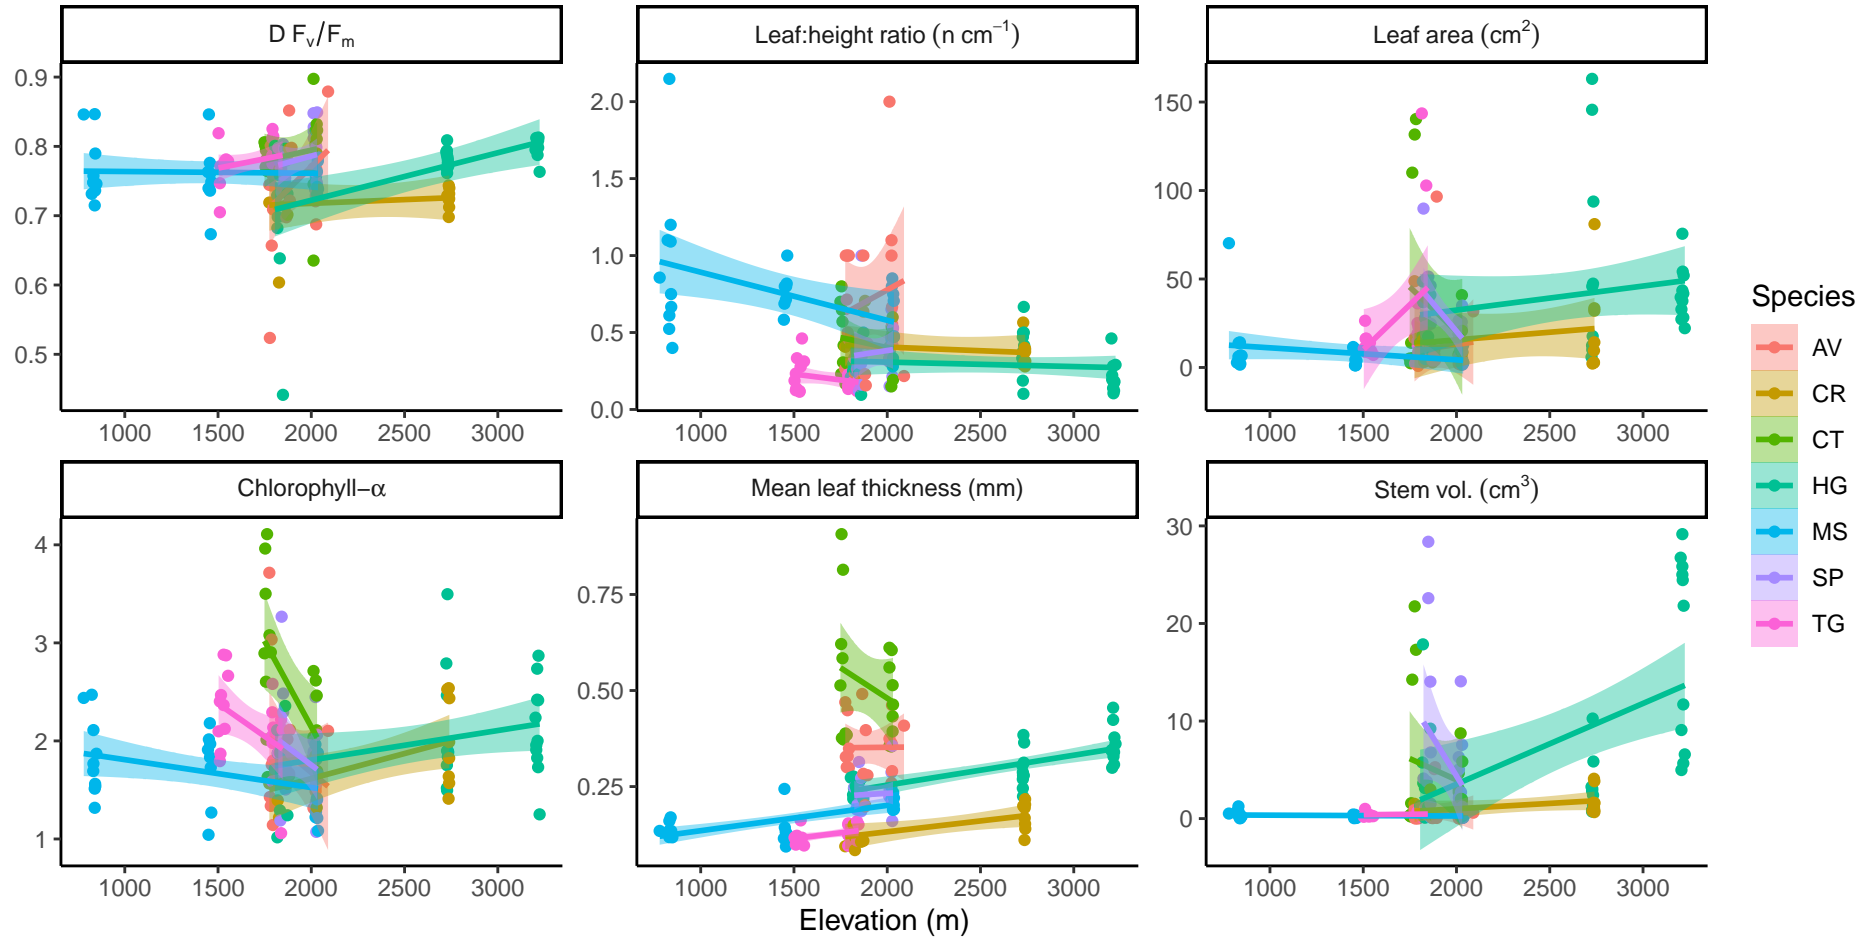 D Fv/Fm
Leaf:height ratio (n cm−1)
Leaf area (cm2)
0.9
0.8
0.7
0.6
0.5
2.0
1.5
1.0
0.5
0.0
150
100
50
0
1000 1500 2000 2500 3000
1000 1500 2000 2500 3000
1000 1500 2000 2500 3000
Chlorophyll−α
Mean leaf thickness (mm)
Stem vol. (cm3)
4
3
2
1
0.75
0.50
0.25
30
20
10
0
1000 1500 2000 2500 3000
1000 1500 2000 2500 3000
1000 1500 2000 2500 3000
Elevation (m)
Species
AV
CR
CT
HG
MS
SP
TG